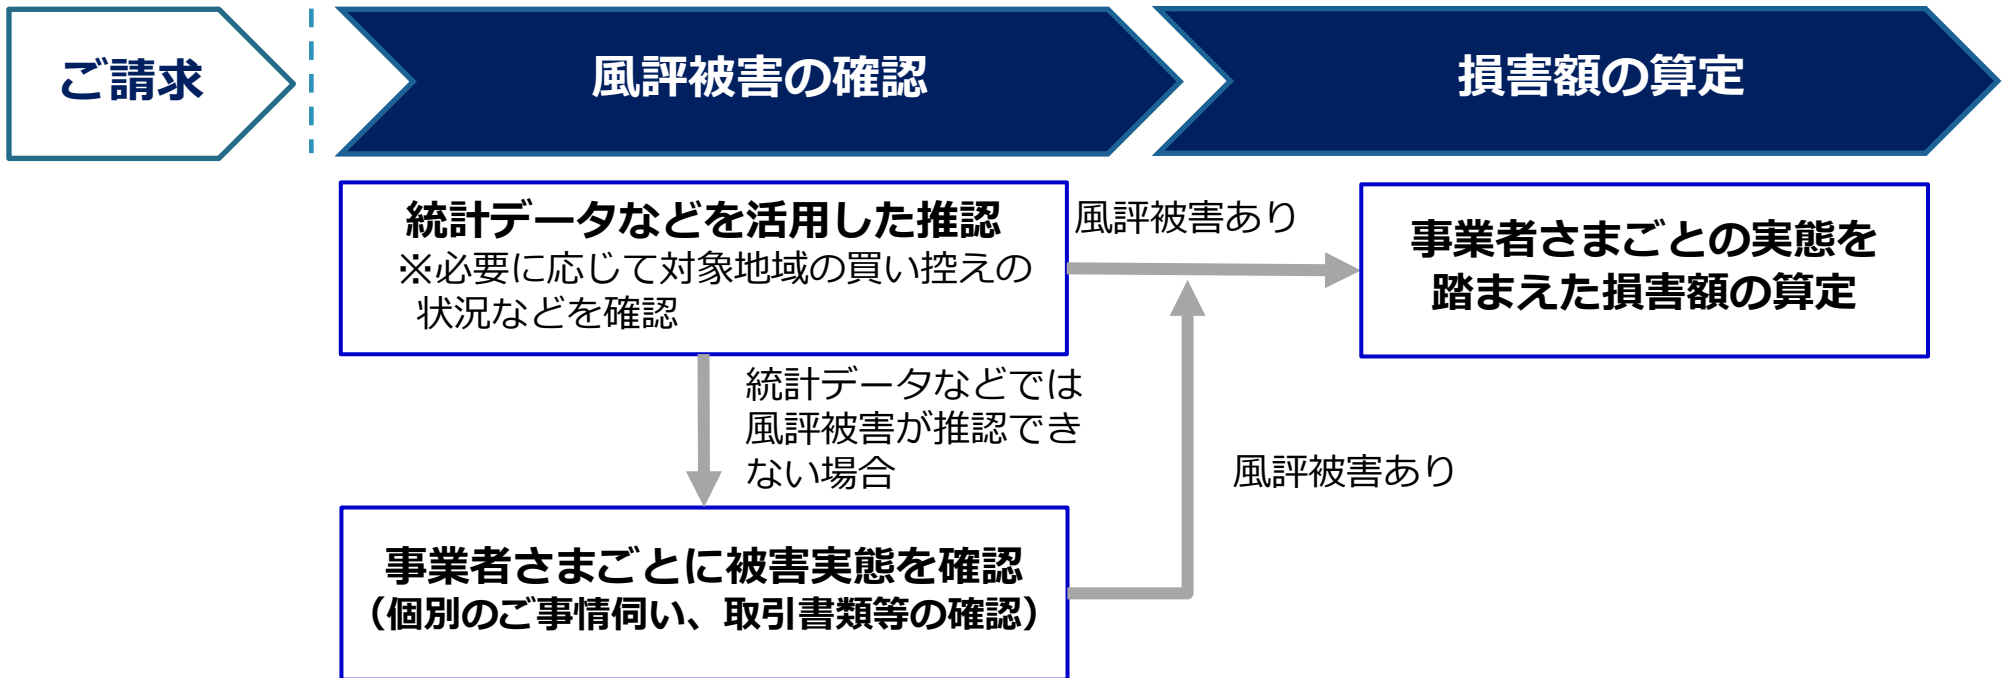 ご請求
風評被害の確認
損害額の算定
統計データなどを活用した推認
※必要に応じて対象地域の買い控えの
状況などを確認
風評被害あり
事業者さまごとの実態を
踏まえた損害額の算定
統計データなどでは
風評被害が推認でき
ない場合
風評被害あり
事業者さまごとに被害実態を確認
（個別のご事情伺い、取引書類等の確認）